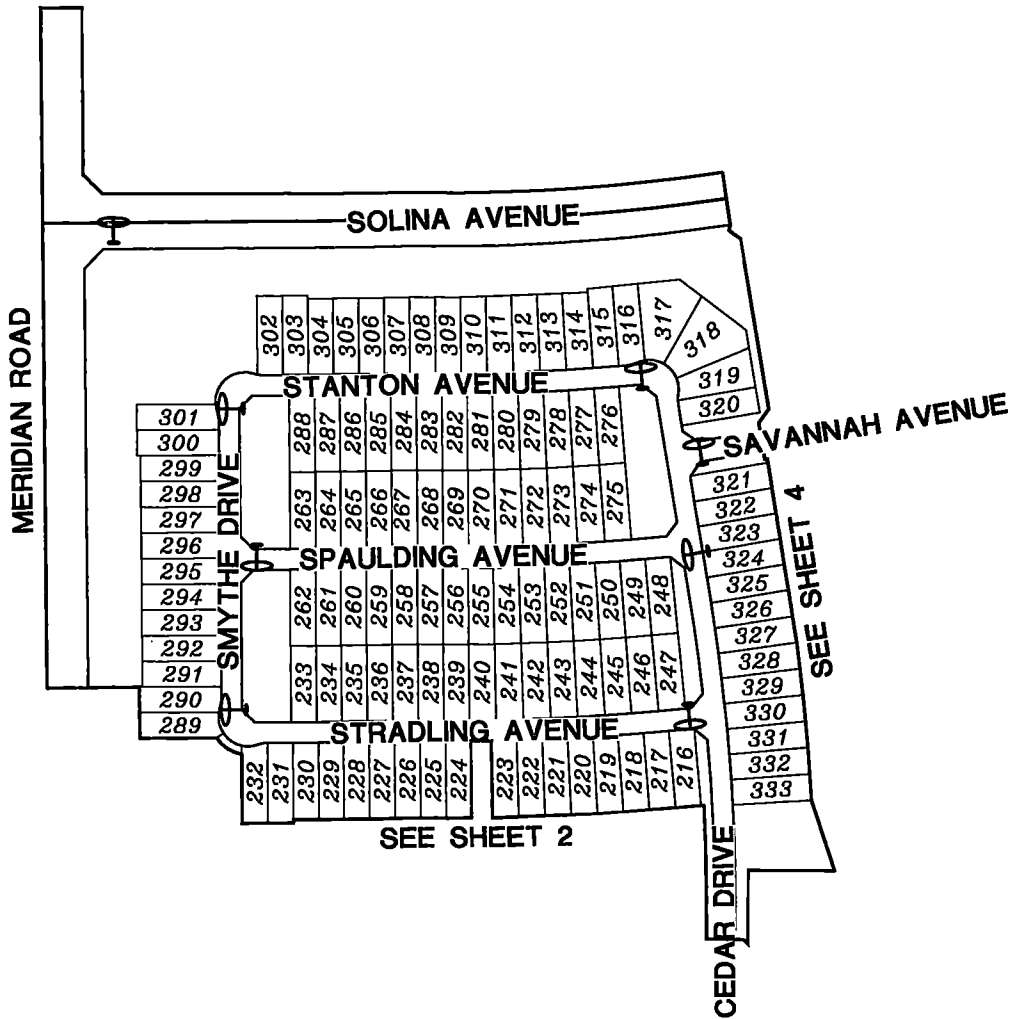 SOLINA AVENUE
MERIDIAN ROAD
302 303 304 305 306 307 308 309 310 311 312 313 314 315 316 317 318
319
320
STANTON AVENUE
SAVANNAH AVENUE
301
300
299
298
297
296
295
294
293
292
291
290
289
SMYTHE DRIVE
288 287 286 285 284 283 282 281 280 279 278 277 276
263 264 265 266 267 268 269 270 271 272 273 274 275
SPAULDING AVENUE
262 261 260 259 258 257 256 255 254 253 252 251 250 249 248
233 234 235 236 237 238 239 240 241 242 243 244 245 246 247
STRADLING AVENUE
232 231 230 229 228 227 226 225 224 223 222 221 220 219 218 217 216
321
322
323
324
325
326
327
328
329
330
331
332
333
SEE SHEET 4
SEE SHEET 2
CEDAR DRIVE